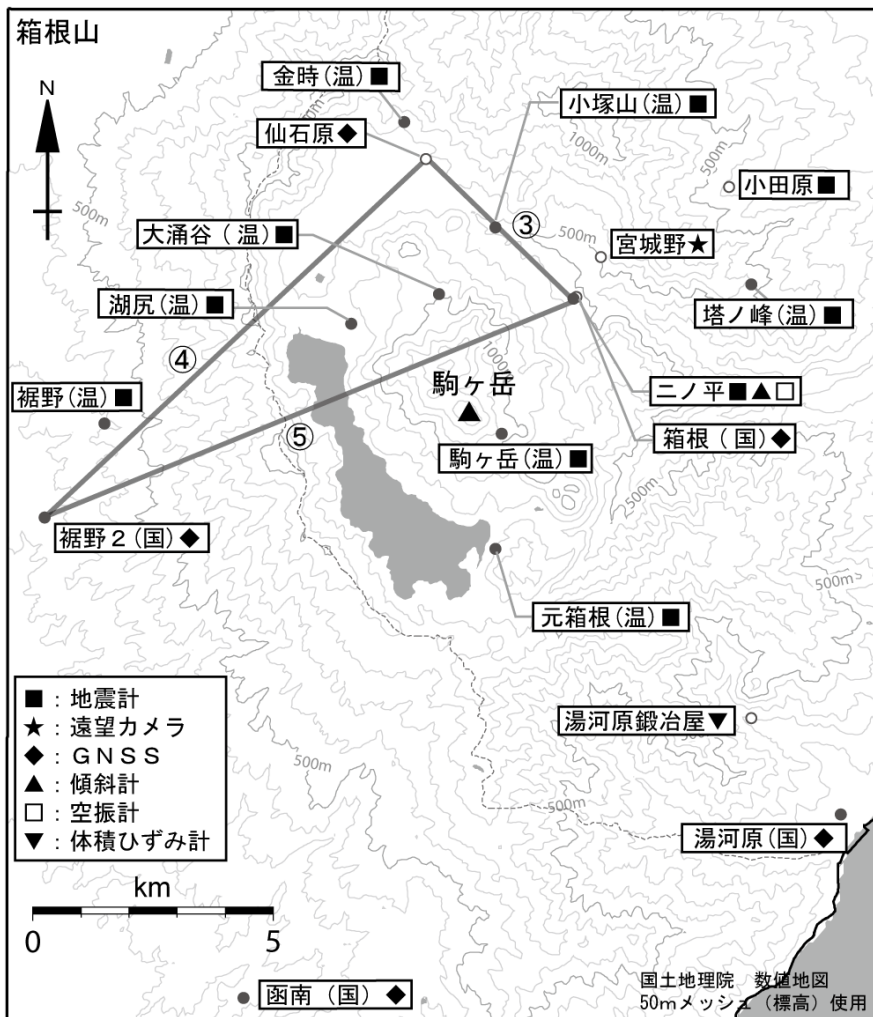 箱根山
N
金時(温)■
小塚山(温)■
仙石原◆
1000m
500m
小田原■
500m
大涌谷（温）■
③
500m
宮城野★
湖尻(温)■
塔ノ峰(温)■
④
1000m
駒ヶ岳
二ノ平■▲□
裾野(温)■
⑤
箱根（国）◆
駒ヶ岳(温)■
500m
裾野２(国)◆
500m
元箱根(温)■
■：地震計
★：遠望カメラ
◆：ＧＮＳＳ
▲：傾斜計
□：空振計
▼：体積ひずみ計
湯河原鍛冶屋▼
500m
500m
湯河原(国)◆
km
0 5
函南（国）◆
国土地理院　数値地図
50mメッシュ（標高）使用